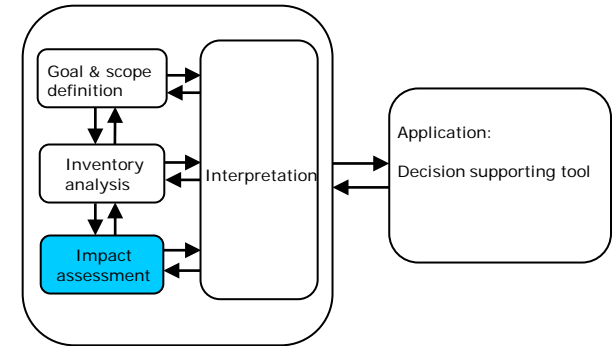 Goal & scope
definition
Inventory
analysis
Impact
assessment
Interpretation
Application:
Decision supporting tool